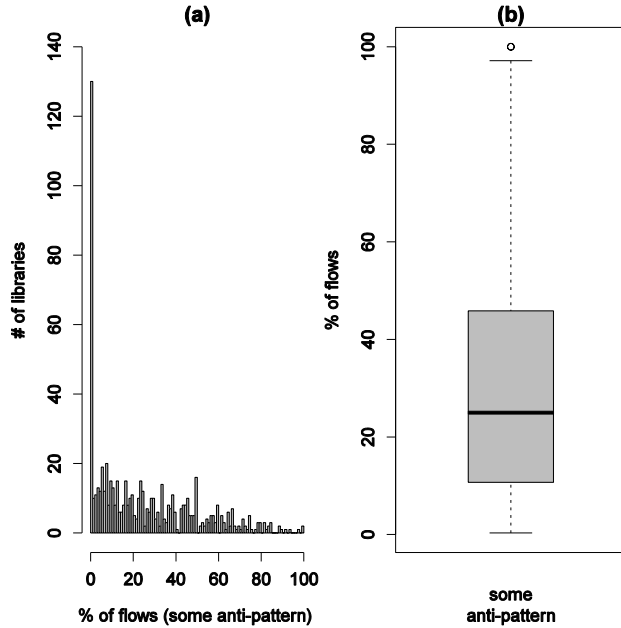 (a)
# of libraries
140
120
100
80
60
40
20
0
0 20 40 60 80 100
% of flows (some anti-pattern)
(b)
% of flows
100
80
60
40
20
0
some
anti-pattern